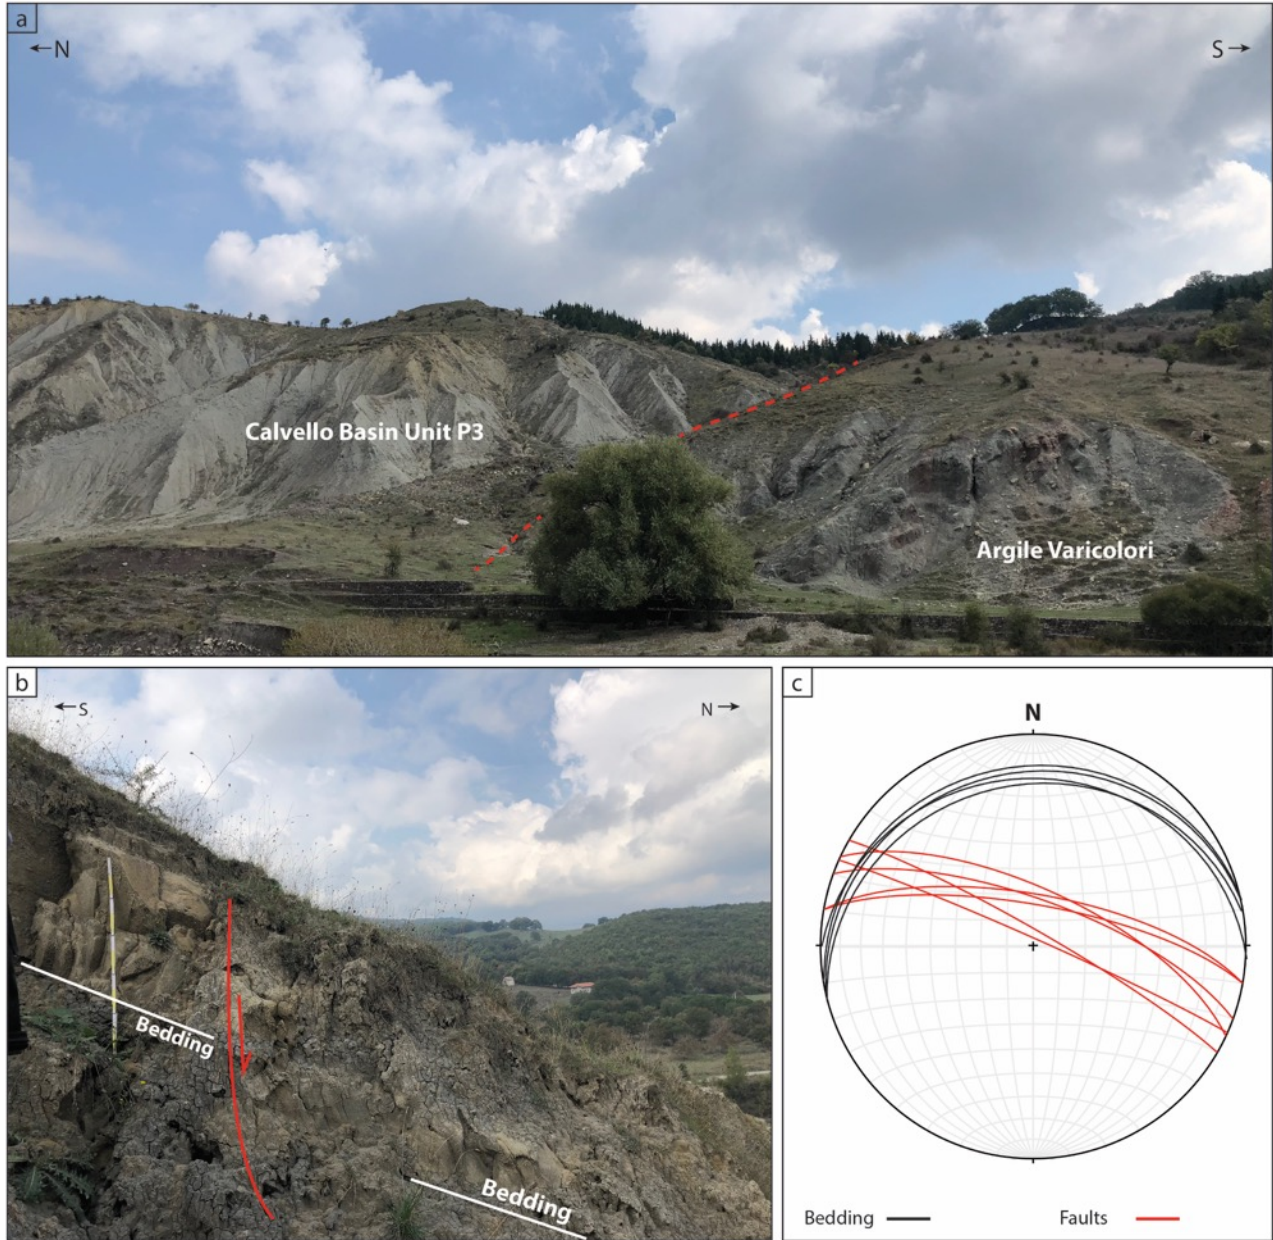 a
←N
S→
Calvello Basin Unit P3
Argile Varicolori
b
←S
N→
Bedding
Bedding
c
N
Bedding
Faults